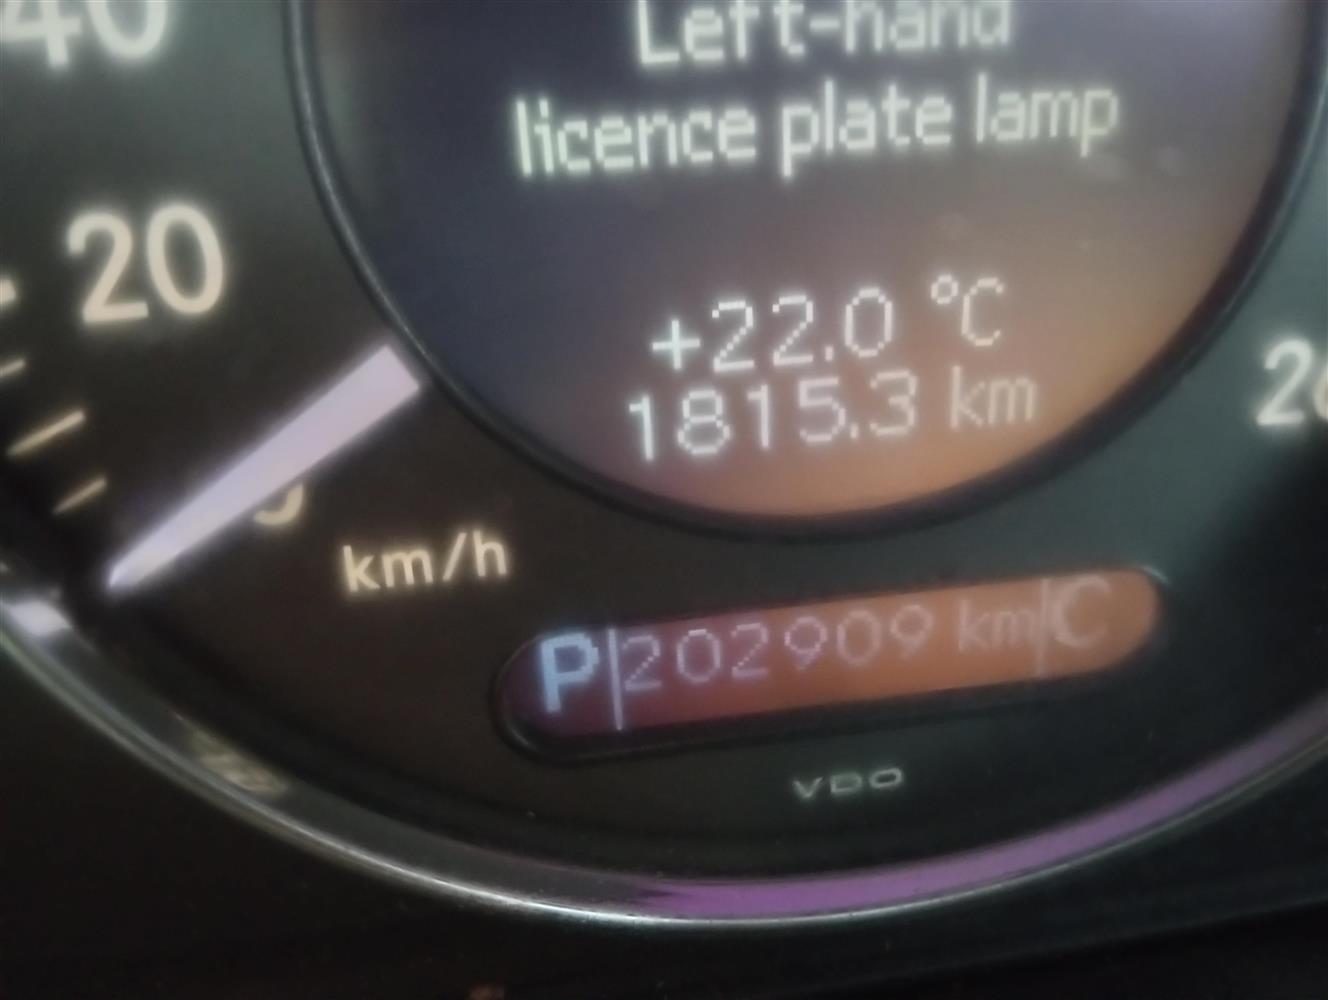 40
Left-hand
licence plate lamp
20
+22.0 °C
1815.3 km
km/h
P 202909 km C
VDO